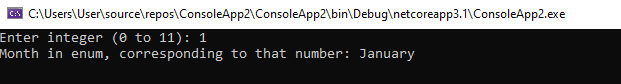 C:\Users\User\source\repos\ConsoleApp2\ConsoleApp2\bin\Debug\netcoreapp3.1\ConsoleApp2.exe
Enter integer (0 to 11): 1
Month in enum, corresponding to that number: January